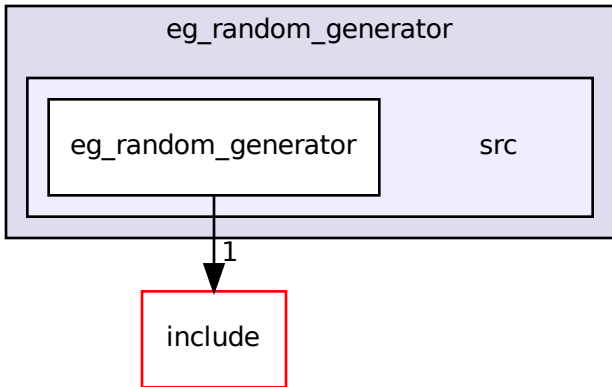 eg_random_generator
eg_random_generator src
1
include